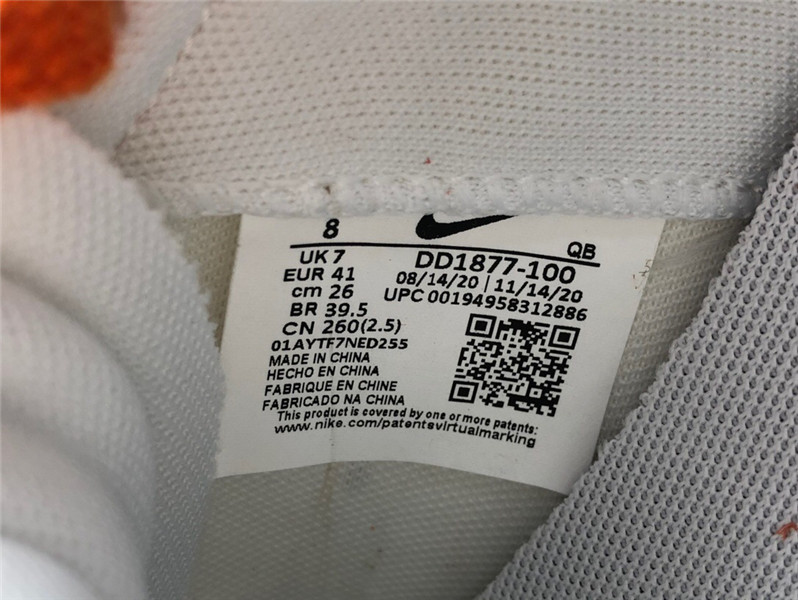 8
QB
UK 7
DD1877-100
EUR 41
08/14/20 | 11/14/20
cm 26
UPC 00194958312886
BR 39.5
CN 260(2.5)
01AYTF7NED255
MADE IN CHINA
HECHO EN CHINA
FABRIQUE EN CHINE
FABRICADO NA CHINA
This product is covered by one or more patents:
www.nike.com/patentsvirtualmarking